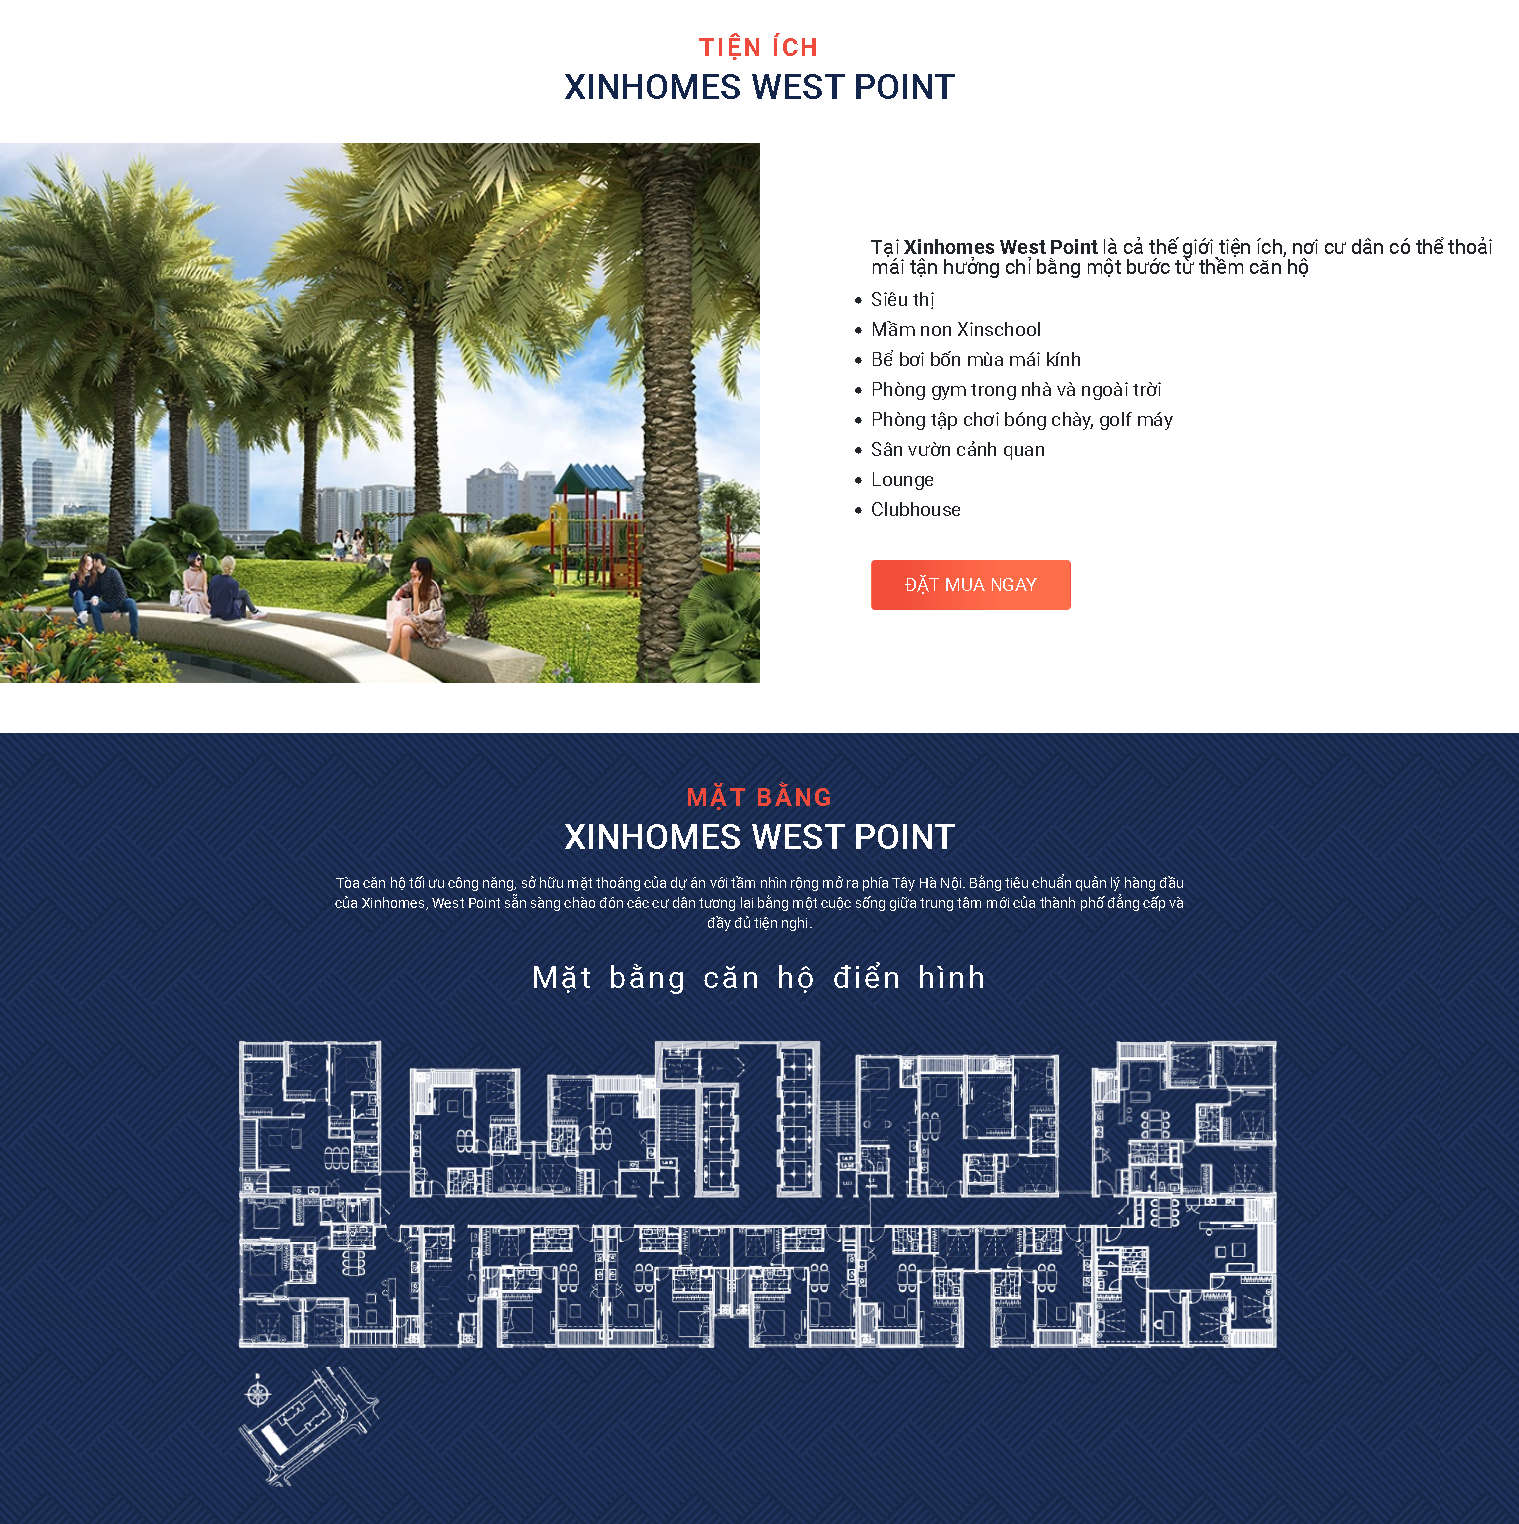 TIỆN ÍCH
XINHOMES WEST POINT
Tại Xinhomes West Point là cả thế giới tiện ích, nơi cư dân có thể thoải
mái tận hưởng chỉ bằng một bước từ thềm căn hộ
Siêu thị
Mầm non Xinschool
Bể bơi bốn mùa mái kính
Phòng gym trong nhà và ngoài trời
Phòng tập chơi bóng chày, golf máy
Sân vườn cảnh quan
Lounge
Clubhouse
ĐẶT MUA NGAY
MẶT BẰNG
XINHOMES WEST POINT
Tòa căn hộ tối ưu công năng, sở hữu mặt thoáng của dự án với tầm nhìn rộng mở ra phía Tây Hà Nội. Bằng tiêu chuẩn quản lý hàng đầu
của Xinhomes, West Point sẵn sàng chào đón các cư dân tương lai bằng một cuộc sống giữa trung tâm mới của thành phố đẳng cấp và
đầy đủ tiện nghi.
Mặt bằng căn hộ điển hình